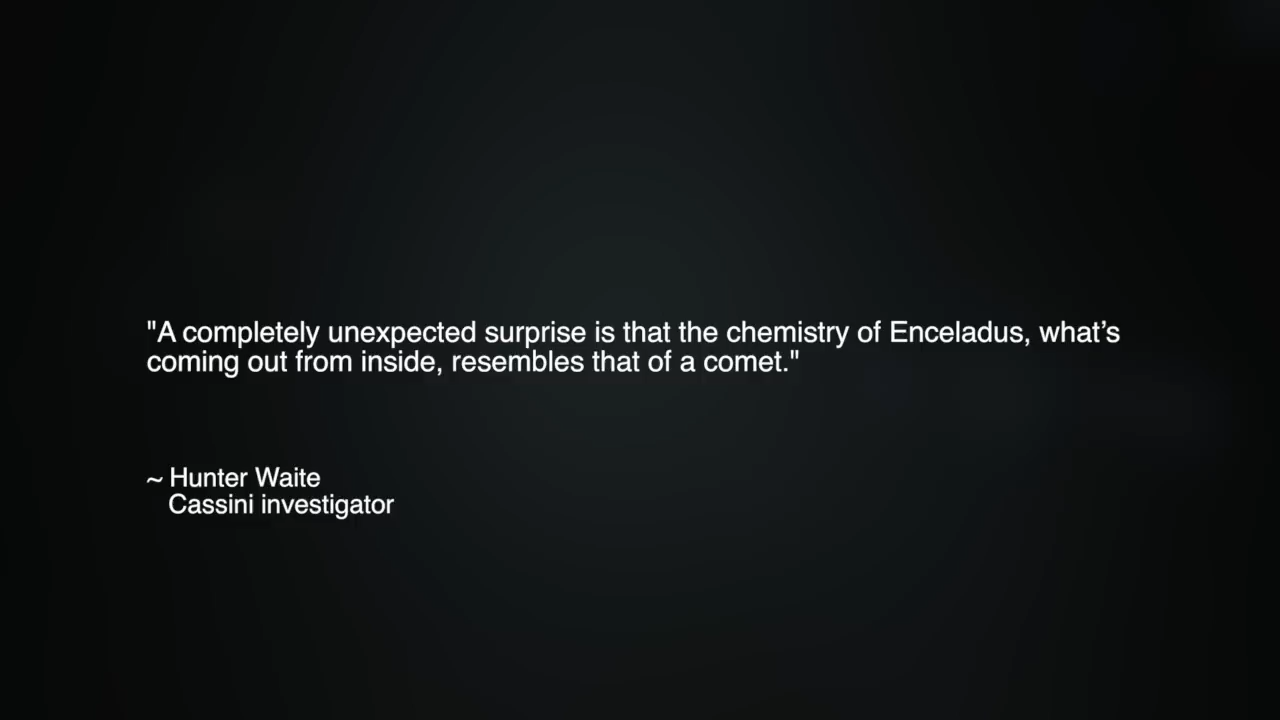 "A completely unexpected surprise is that the chemistry of Enceladus, what’s
coming out from inside, resembles that of a comet."
~ Hunter Waite
Cassini investigator